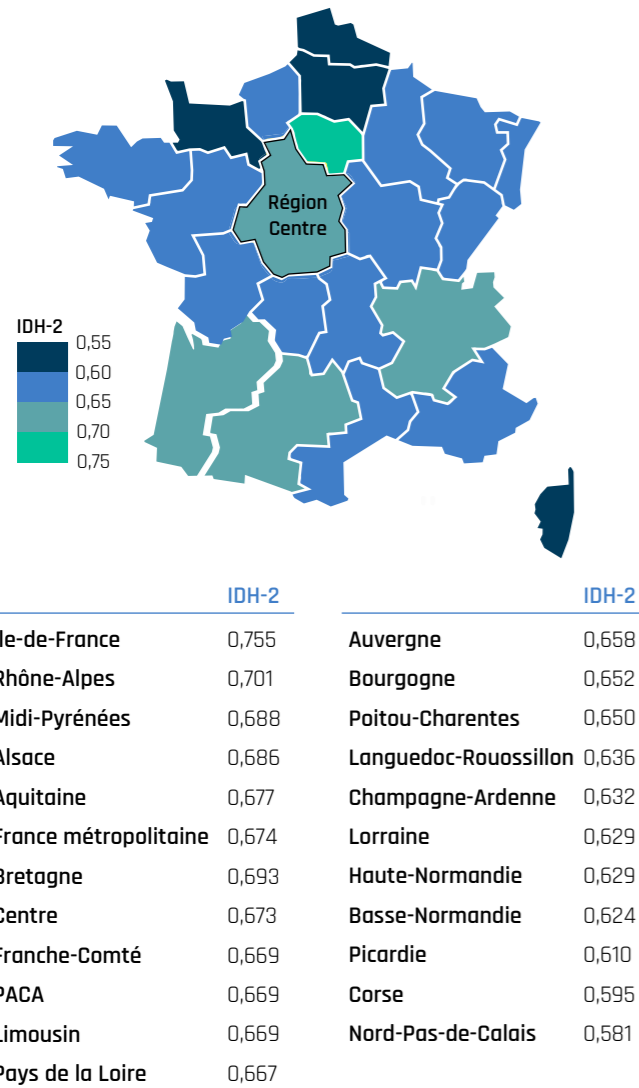 Région
Centre
IDH-2
0,55
0,60
0,65
0,70
0,75
IDH-2
le-de-France 0,755
Rhône-Alpes 0,701
Midi-Pyrénées 0,688
Alsace 0,686
Aquitaine 0,677
France métropolitaine 0,674
Bretagne 0,693
Centre 0,673
Franche-Comté 0,669
PACA 0,669
Limousin 0,669
Pays de la Loire 0,667
IDH-2
Auvergne 0,658
Bourgogne 0,652
Poitou-Charentes 0,650
Languedoc-Rouossillon 0,636
Champagne-Ardenne 0,632
Lorraine 0,629
Haute-Normandie 0,629
Basse-Normandie 0,624
Picardie 0,610
Corse 0,595
Nord-Pas-de-Calais 0,581